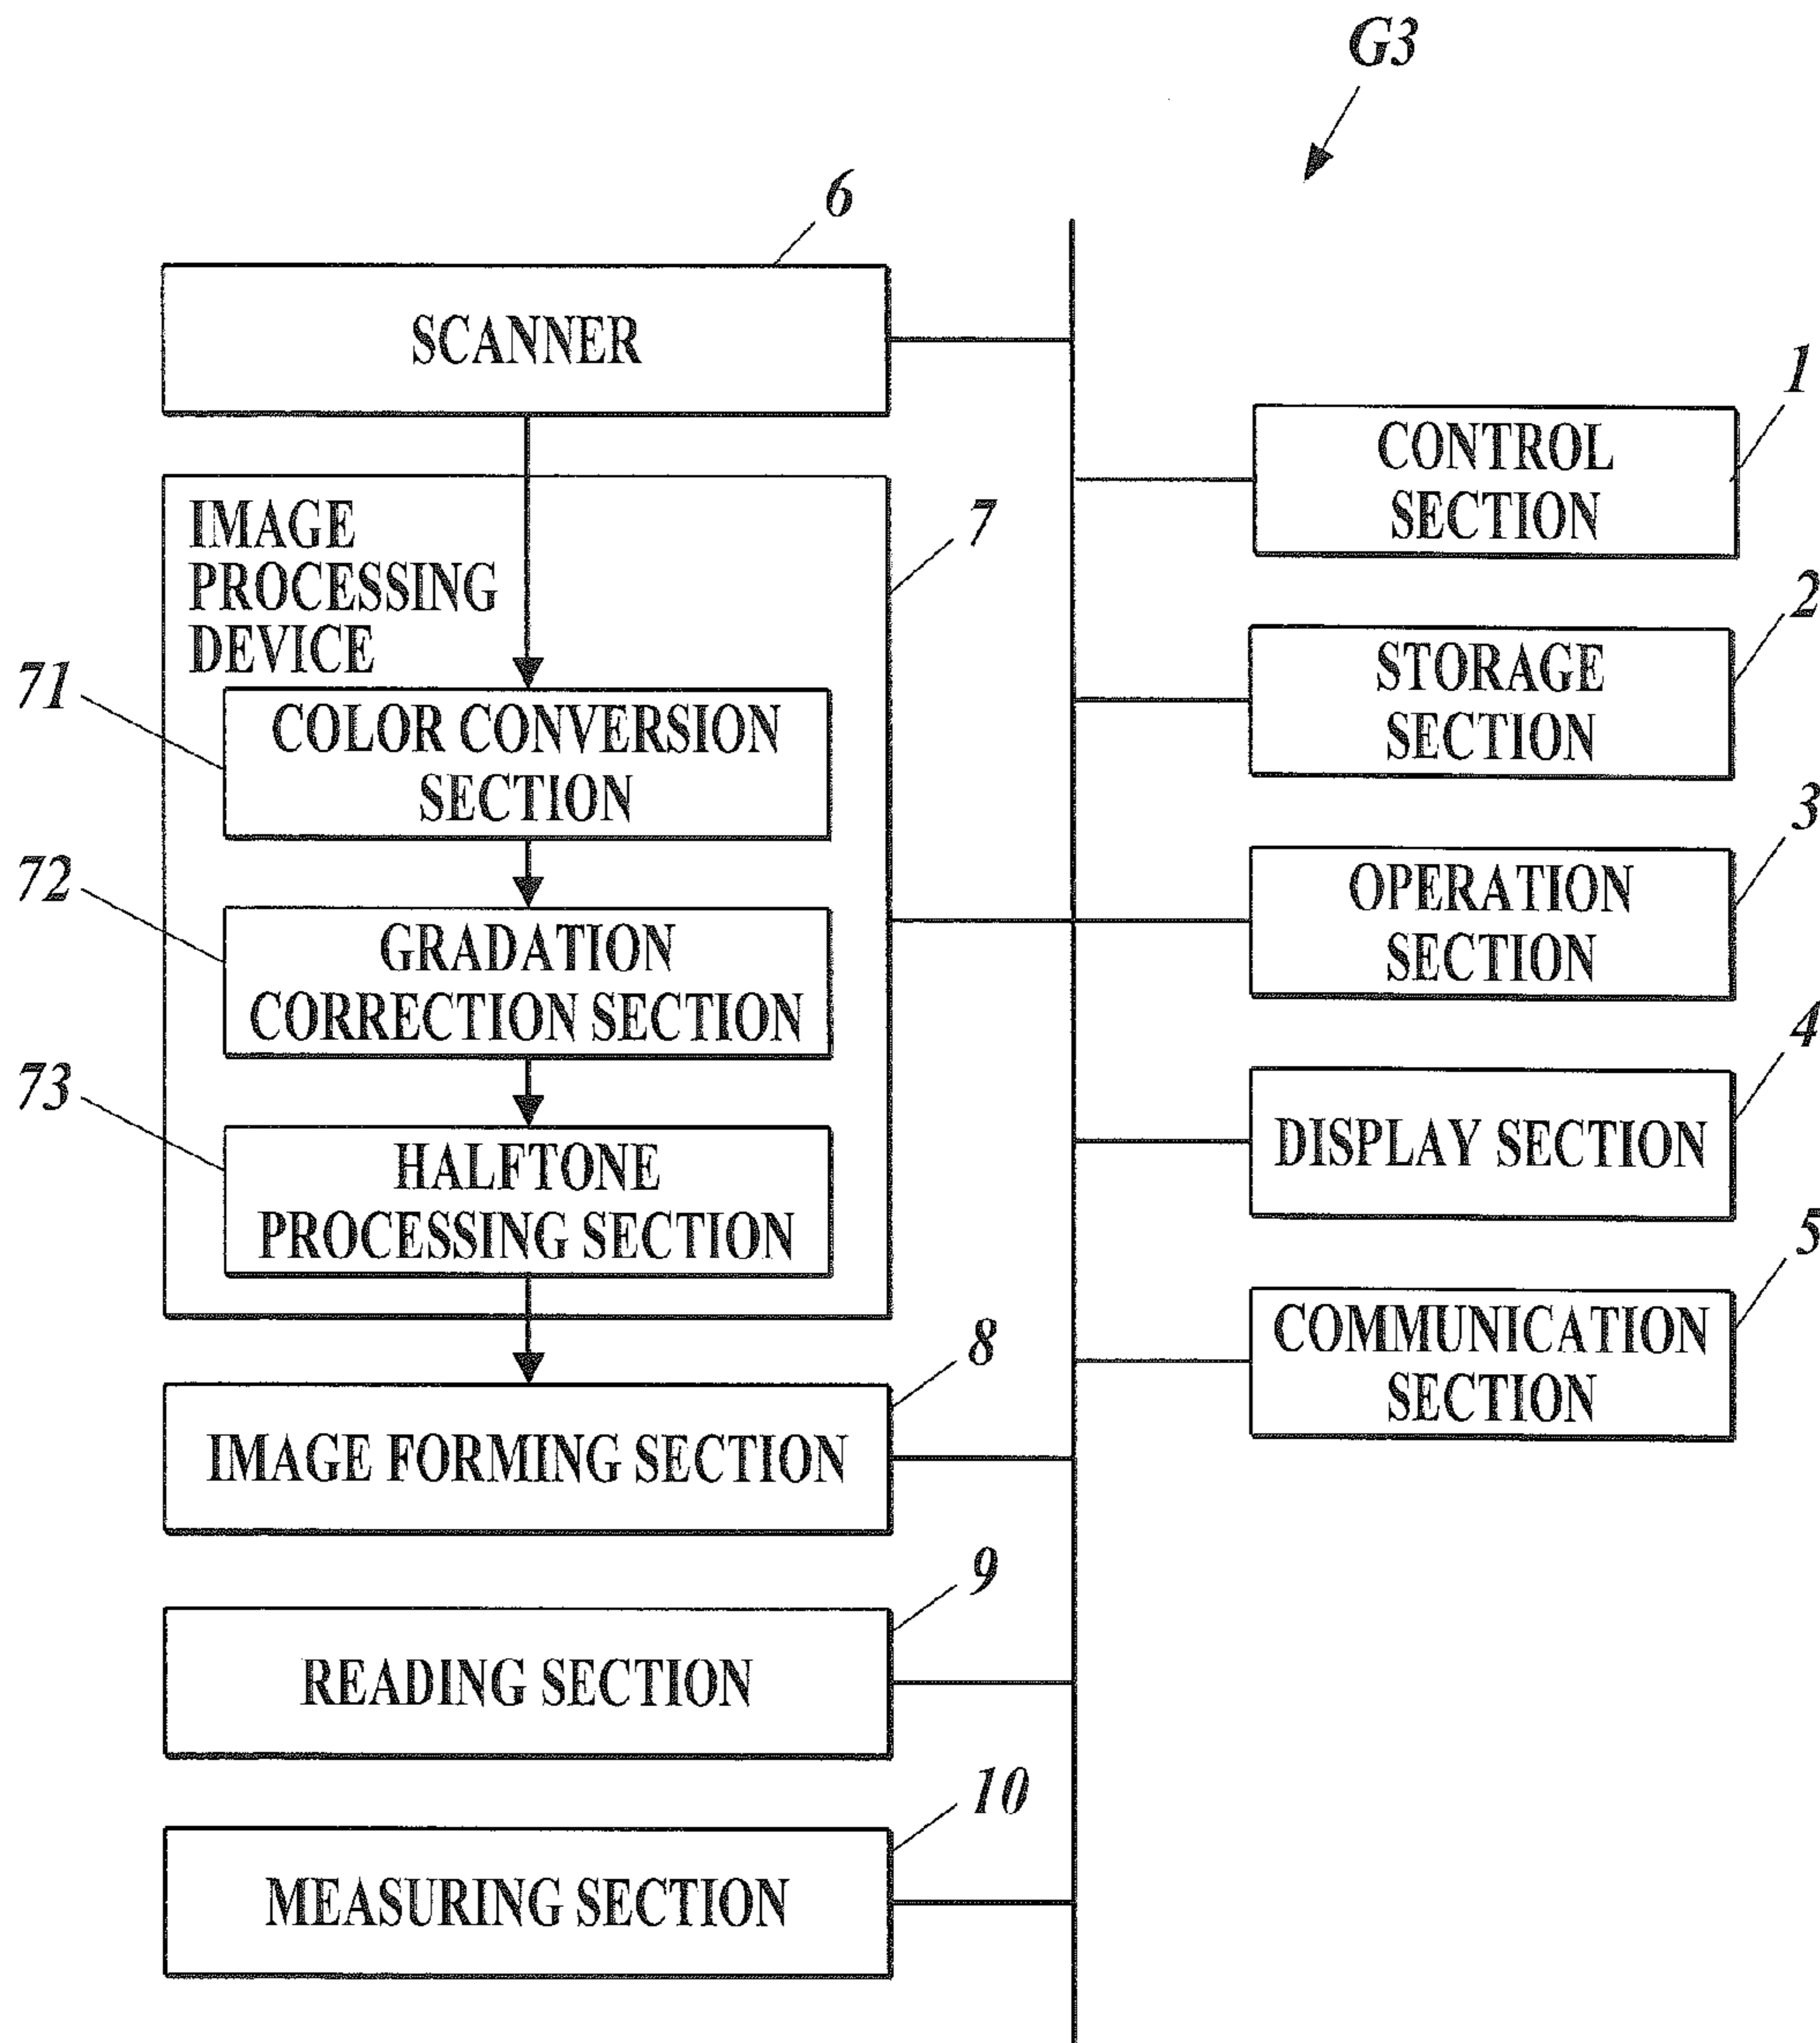 G3
6
SCANNER
1
CONTROL
SECTION
IMAGE
PROCESSING
DEVICE
7
2
STORAGE
SECTION
71
COLOR CONVERSION
SECTION
3
OPERATION
SECTION
72
GRADATION
CORRECTION SECTION
4
DISPLAY SECTION
73
HALFTONE
PROCESSING SECTION
5
COMMUNICATION
SECTION
8
IMAGE FORMING SECTION
9
READING SECTION
10
MEASURING SECTION